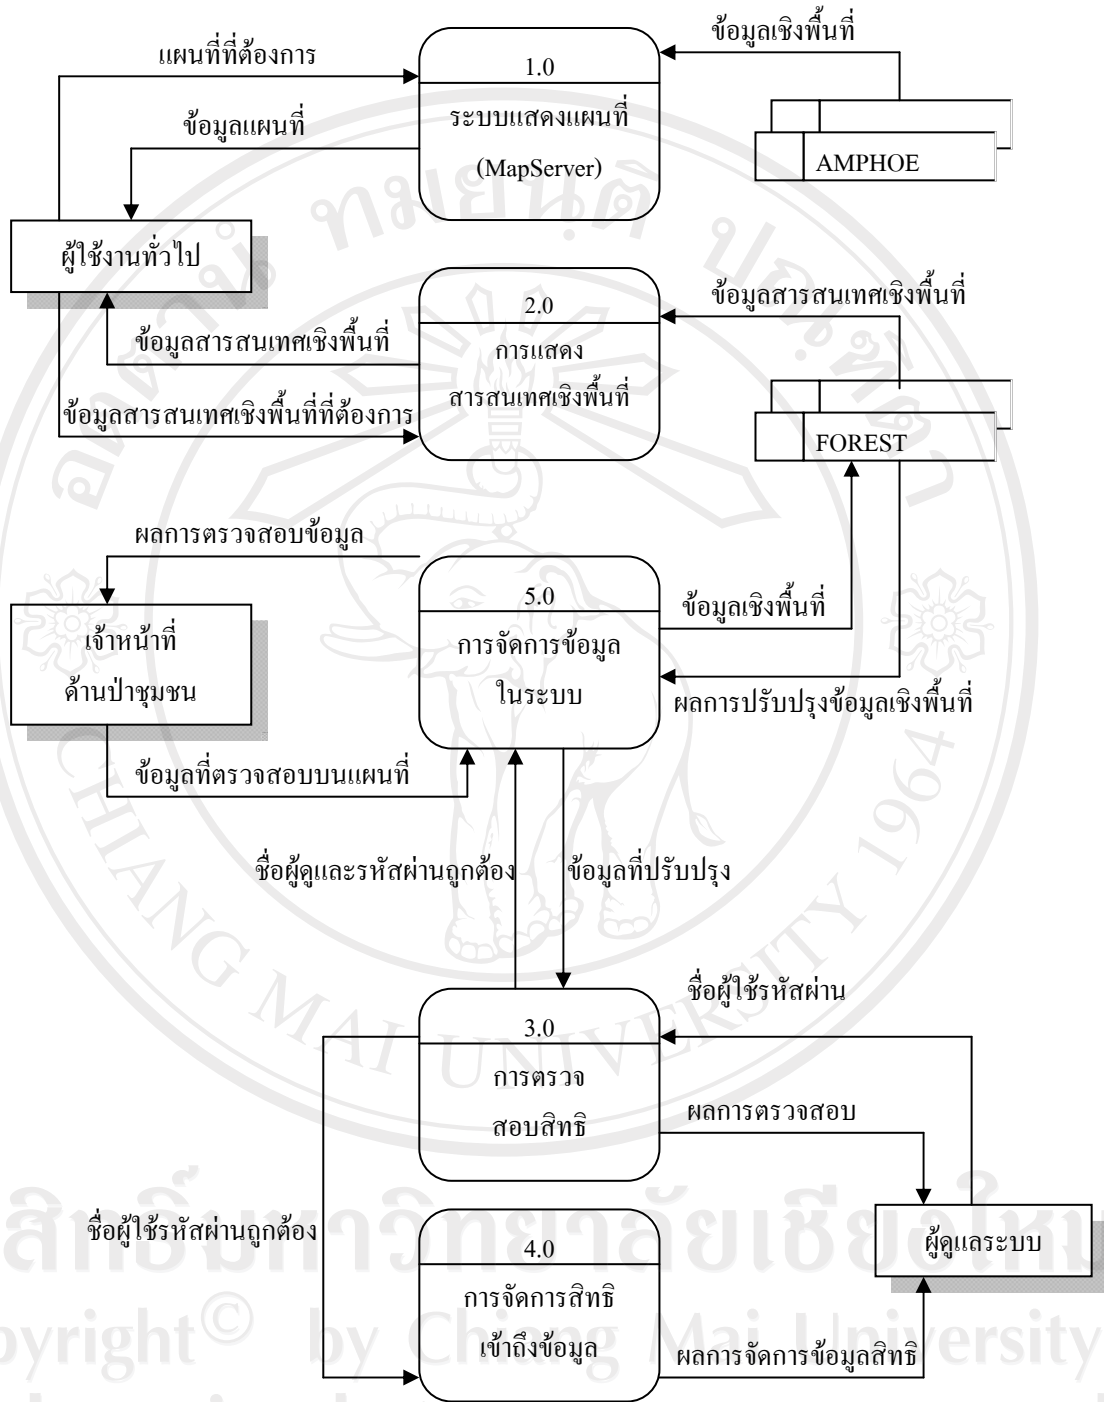 ข้อมูลเชิงพื้นที่
แผนที่ที่ต้องการ
1.0
ระบบแสดงแผนที่
(MapServer)
ข้อมูลแผนที่
AMPHOE
ผู้ใช้งานทั่วไป
2.0
การแสดง
สารสนเทศเชิงพื้นที่
ข้อมูลสารสนเทศเชิงพื้นที่
ข้อมูลสารสนเทศเชิงพื้นที่
ข้อมูลสารสนเทศเชิงพื้นที่ที่ต้องการ
FOREST
ผลการตรวจสอบข้อมูล
5.0
การจัดการข้อมูล
ในระบบ
ข้อมูลเชิงพื้นที่
เจ้าหน้าที่
ด้านป่าชุมชน
ผลการปรับปรุงข้อมูลเชิงพื้นที่
ข้อมูลที่ตรวจสอบบนแผนที่
ชื่อผู้ดูและรหัสผ่านถูกต้อง
ข้อมูลที่ปรับปรุง
ชื่อผู้ใช้รหัสผ่าน
3.0
การตรวจ
สอบสิทธิ
ผลการตรวจสอบ
ชื่อผู้ใช้รหัสผ่านถูกต้อง
4.0
การจัดการสิทธิ
เข้าถึงข้อมูล
ผู้ดูแลระบบ
ผลการจัดการข้อมูลสิทธิ
CHIANG MAI UNIVERSITY 1964
by Chiang Mai University